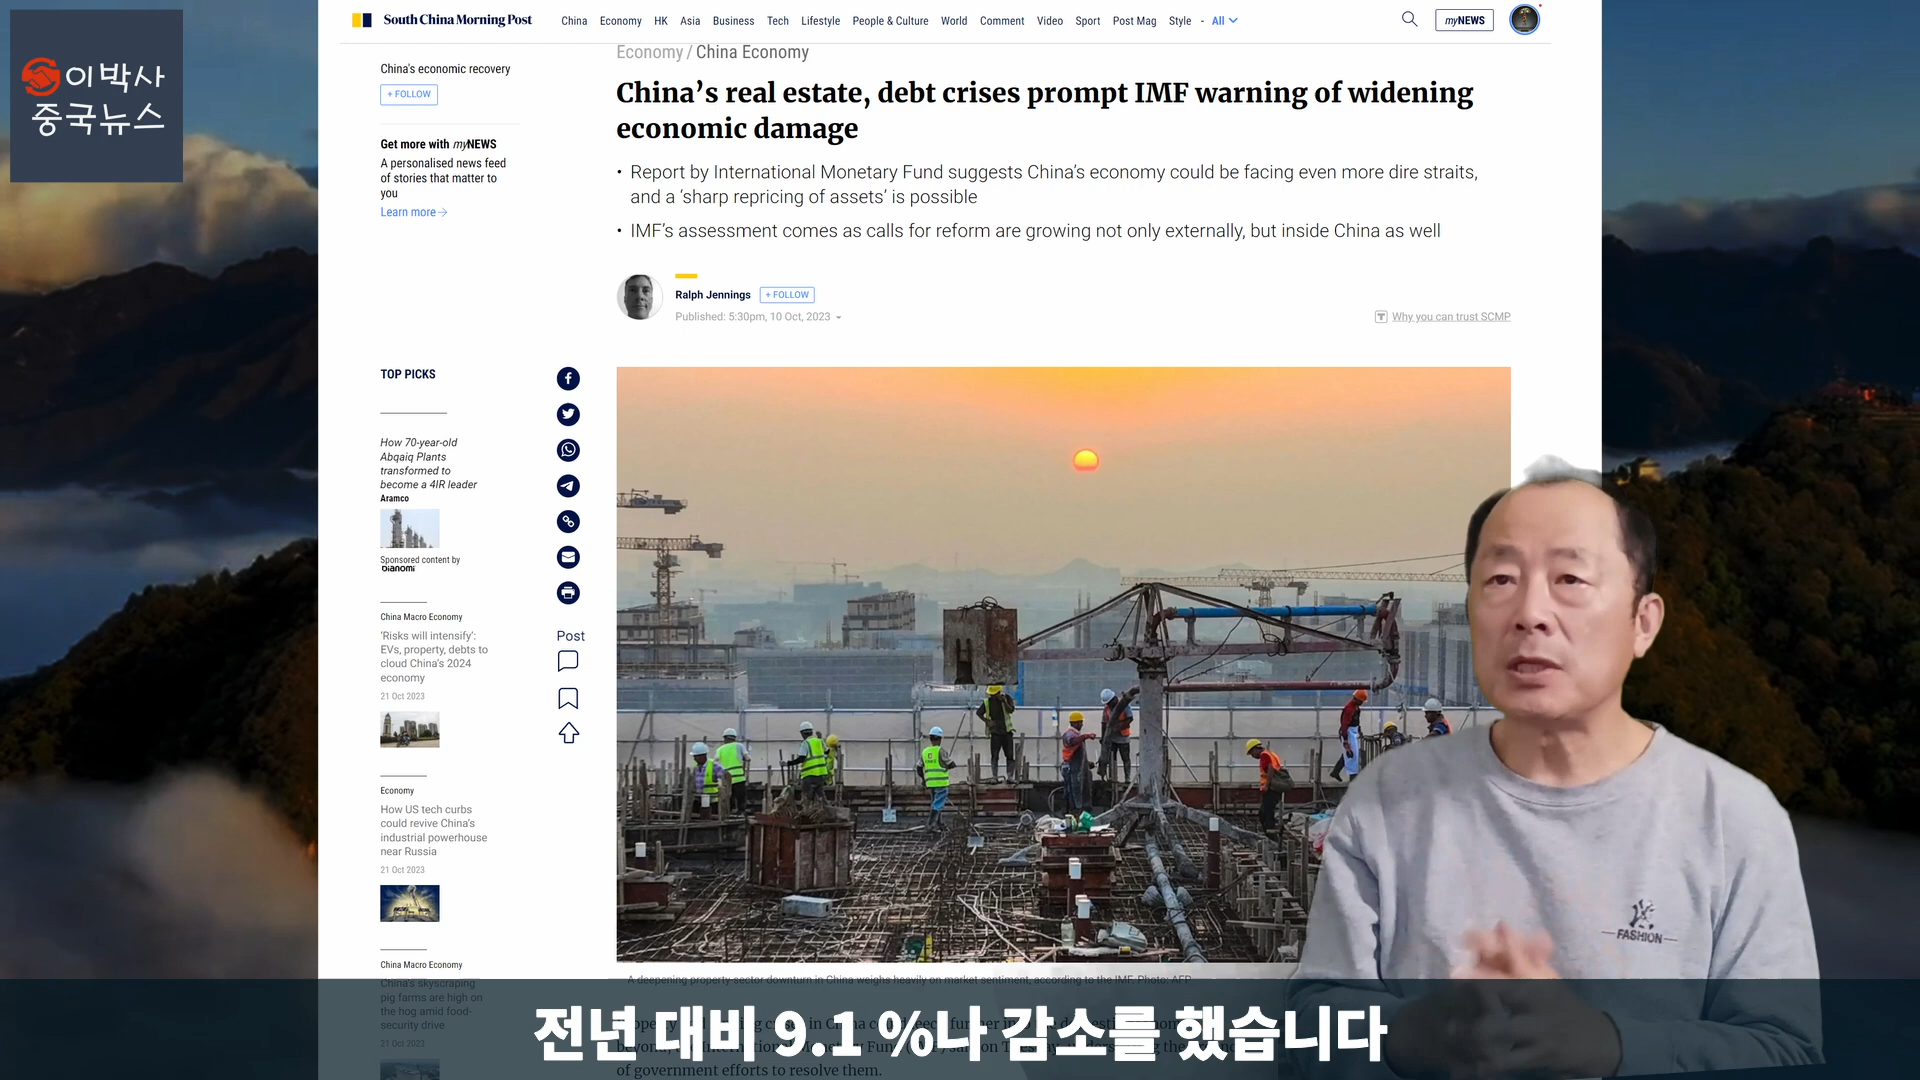 이박사
중국뉴스
South China Morning Post
China Economy HK Asia Business Tech Lifestyle People & Culture World Comment Video Sport Post Mag Style - All
myNEWS
China's economic recovery
+ FOLLOW
Get more with myNEWS
A personalised news feed
of stories that matter to
you
Learn more
Economy / China Economy
China's real estate, debt crises prompt IMF warning of widening
economic damage
• Report by International Monetary Fund suggests China's economy could be facing even more dire straits,
and a 'sharp repricing of assets' is possible
• IMF's assessment comes as calls for reform are growing not only externally, but inside China as well
Ralph Jennings
+ FOLLOW
Published: 5:30pm, 10 Oct, 2023
Why you can trust SCMP
TOP PICKS
How 70-year-old
Abqaiq Plants
transformed to
become a 4IR leader
Aramco
Sponsored content by
China Macro Economy
'Risks will intensify':
EVs, property, debts to
cloud China's 2024
economy
21 Oct 2023
Economy
How US tech curbs
could revive China's
industrial powerhouse
near Russia
21 Oct 2023
China Macro Economy
China's skyscraping
pig farms are high on
the hog amid food-
security drive
21 Oct 2023
Post
FASHION
A deepening property-sector downturn in China weighs heavily on market sentiment, according to the IMF. Photo: AFP
of government efforts to resolve them.
전년 대비 9.1 %나 감소를 했습니다